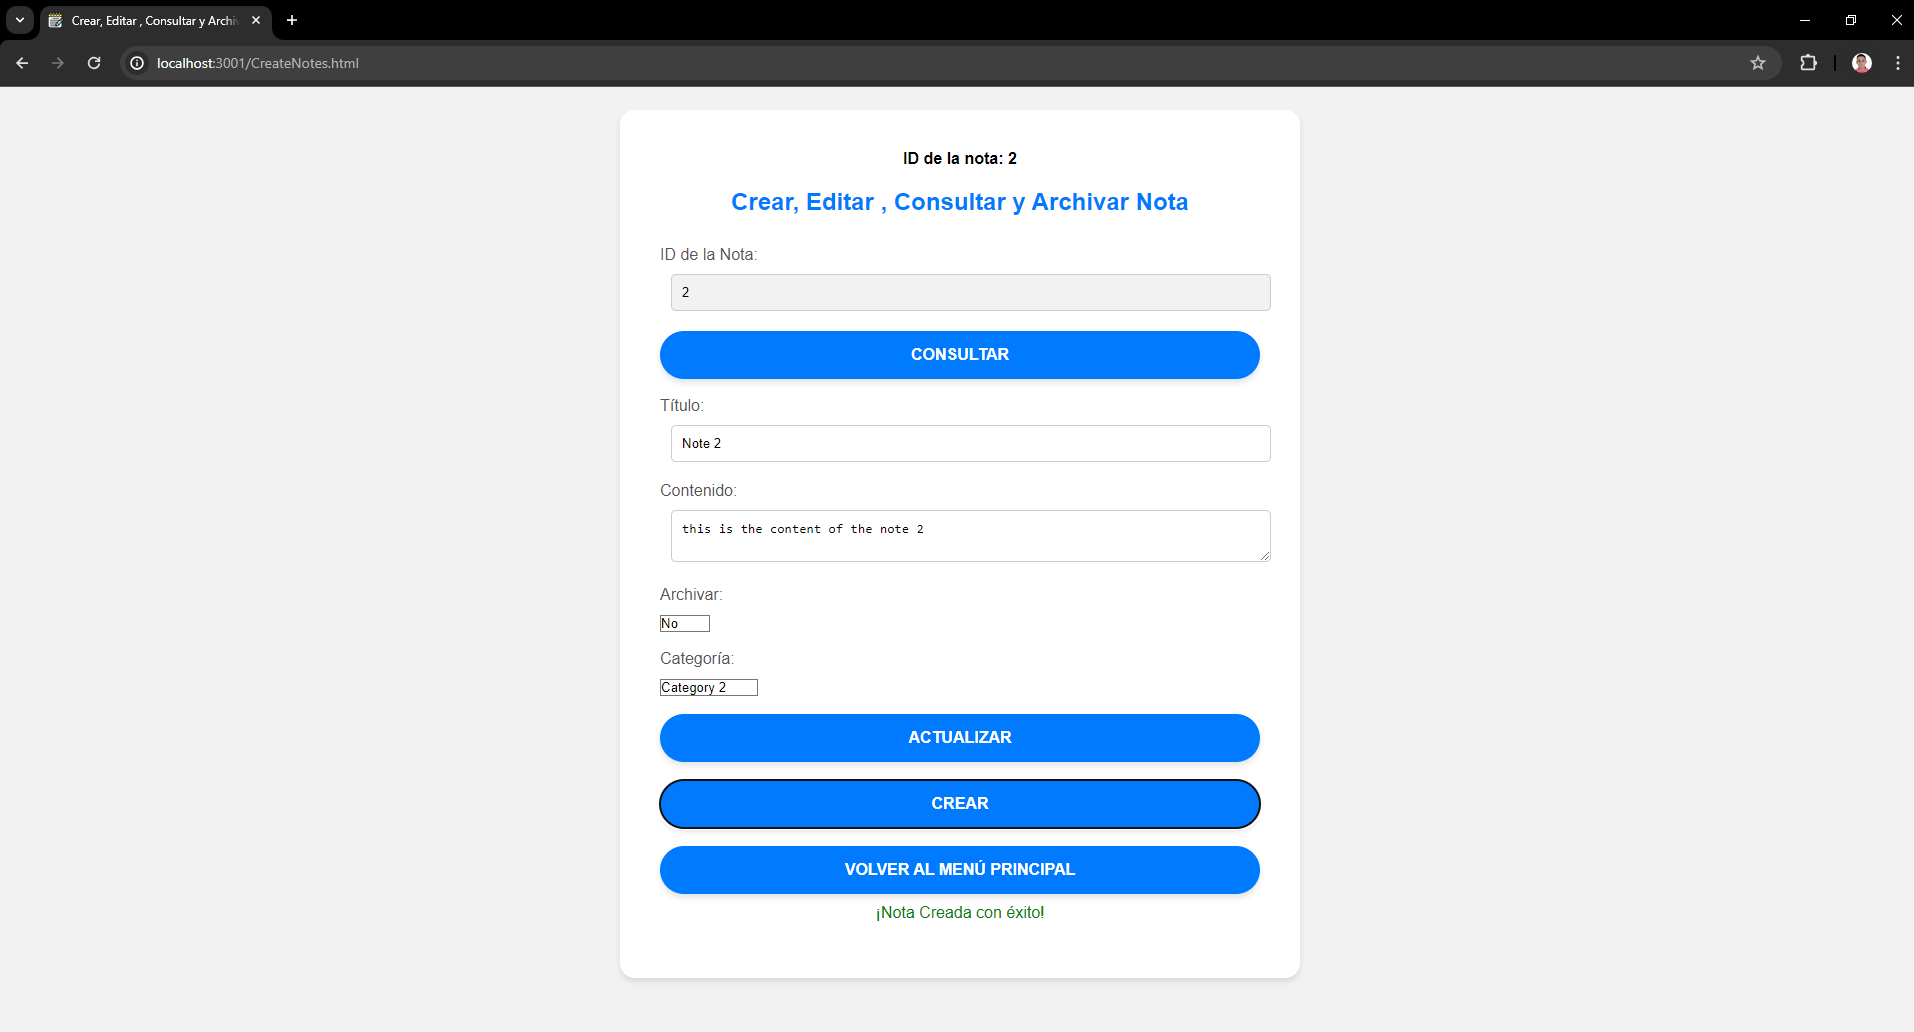 Crear, Editar , Consultar y Archiv
localhost:3001/CreateNotes.html
ID de la nota: 2
Crear, Editar , Consultar y Archivar Nota
ID de la Nota:
2
CONSULTAR
Título:
Note 2
Contenido:
this is the content of the note 2
Archivar:
No
Categoría:
Category 2
ACTUALIZAR
CREAR
VOLVER AL MENÚ PRINCIPAL
¡Nota Creada con éxito!